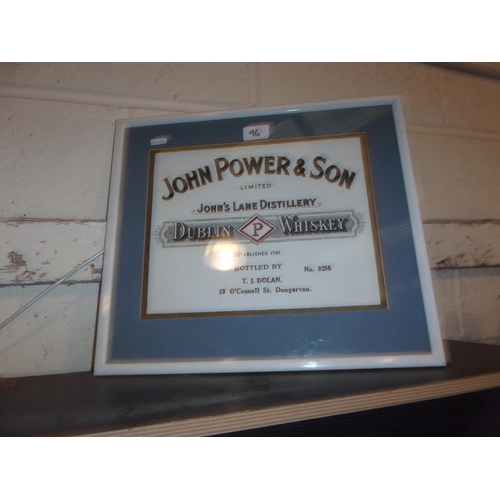 96
JOHN POWER & SON
LIMITED
JOHN'S LANE DISTILLERY
DUBLIN P WHISKEY
ESTABLISHED 1791
BOTTLED BY No. 8256
T. J. DOLAN.
59 O'Connell St. Dungarvan.